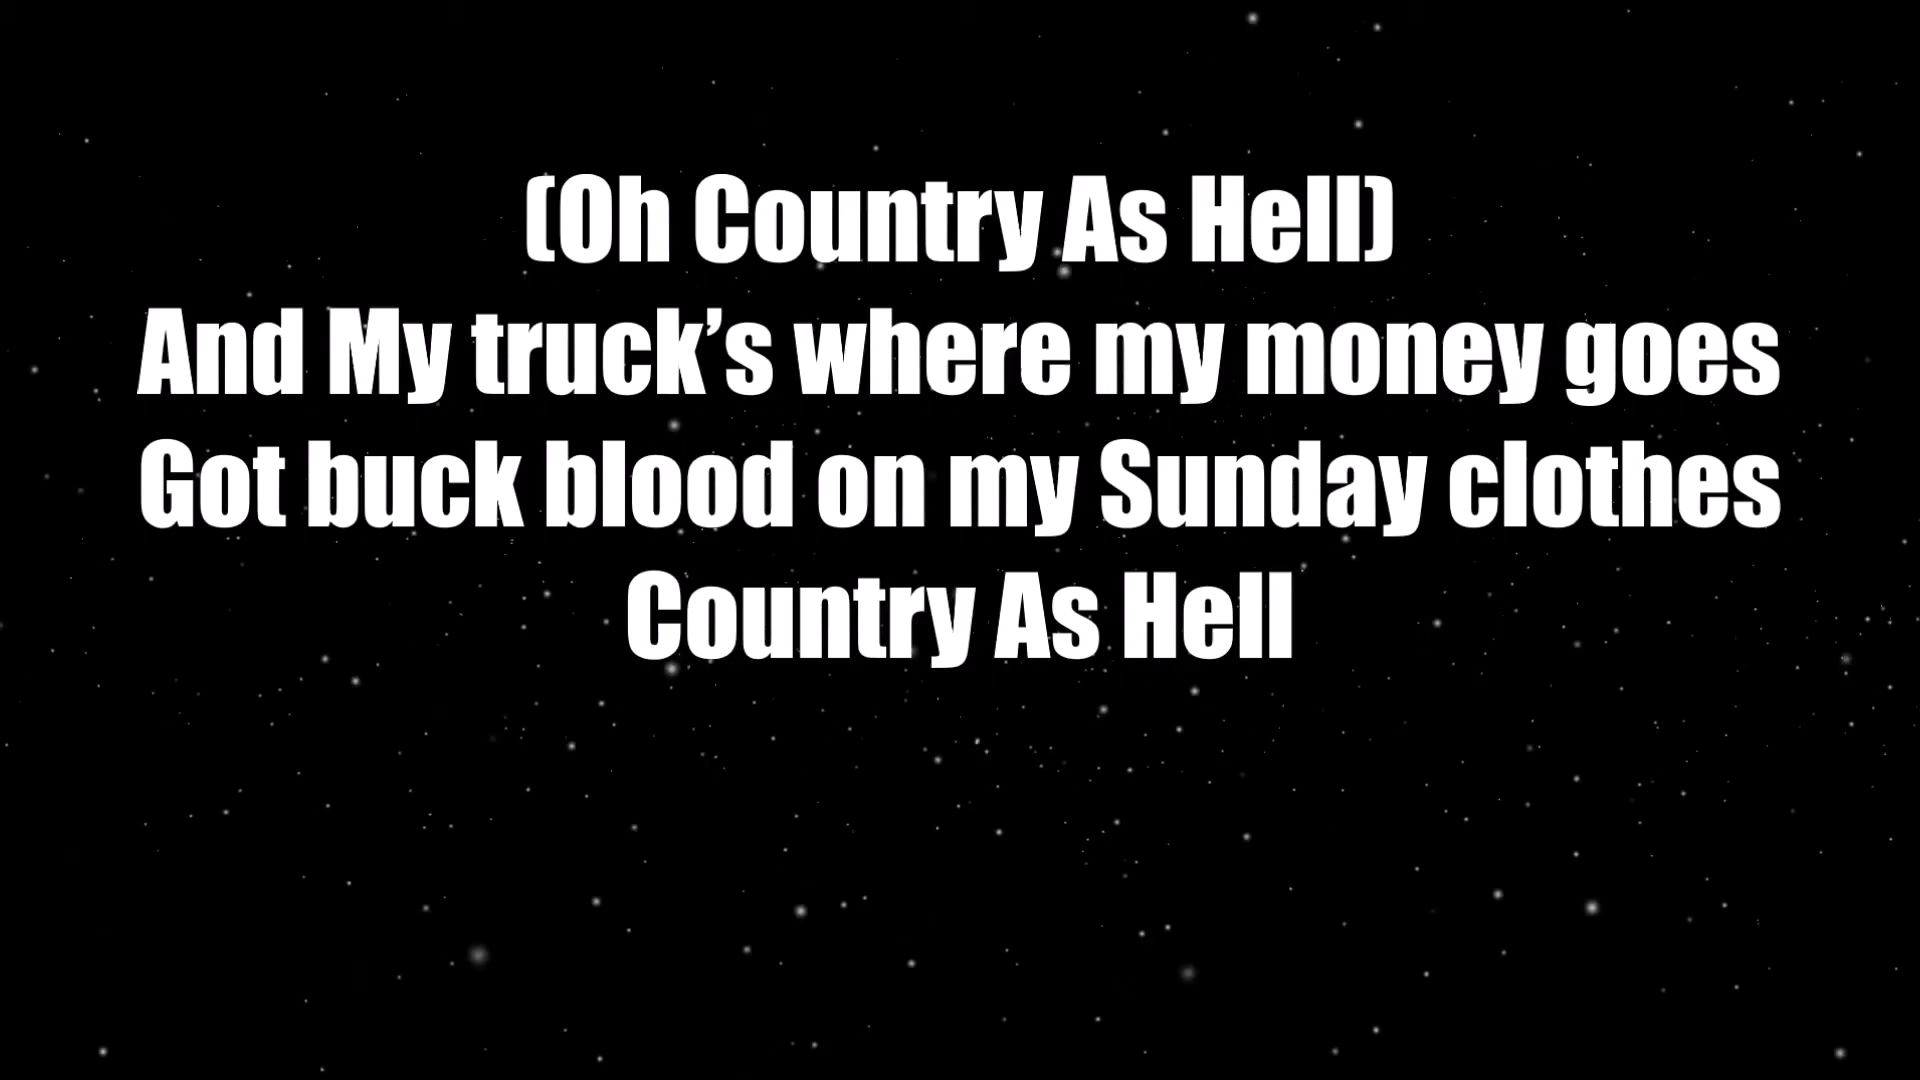 (Oh Country As Hell)
And My truck’s where my money goes
Got buck blood on my Sunday clothes
Country As Hell